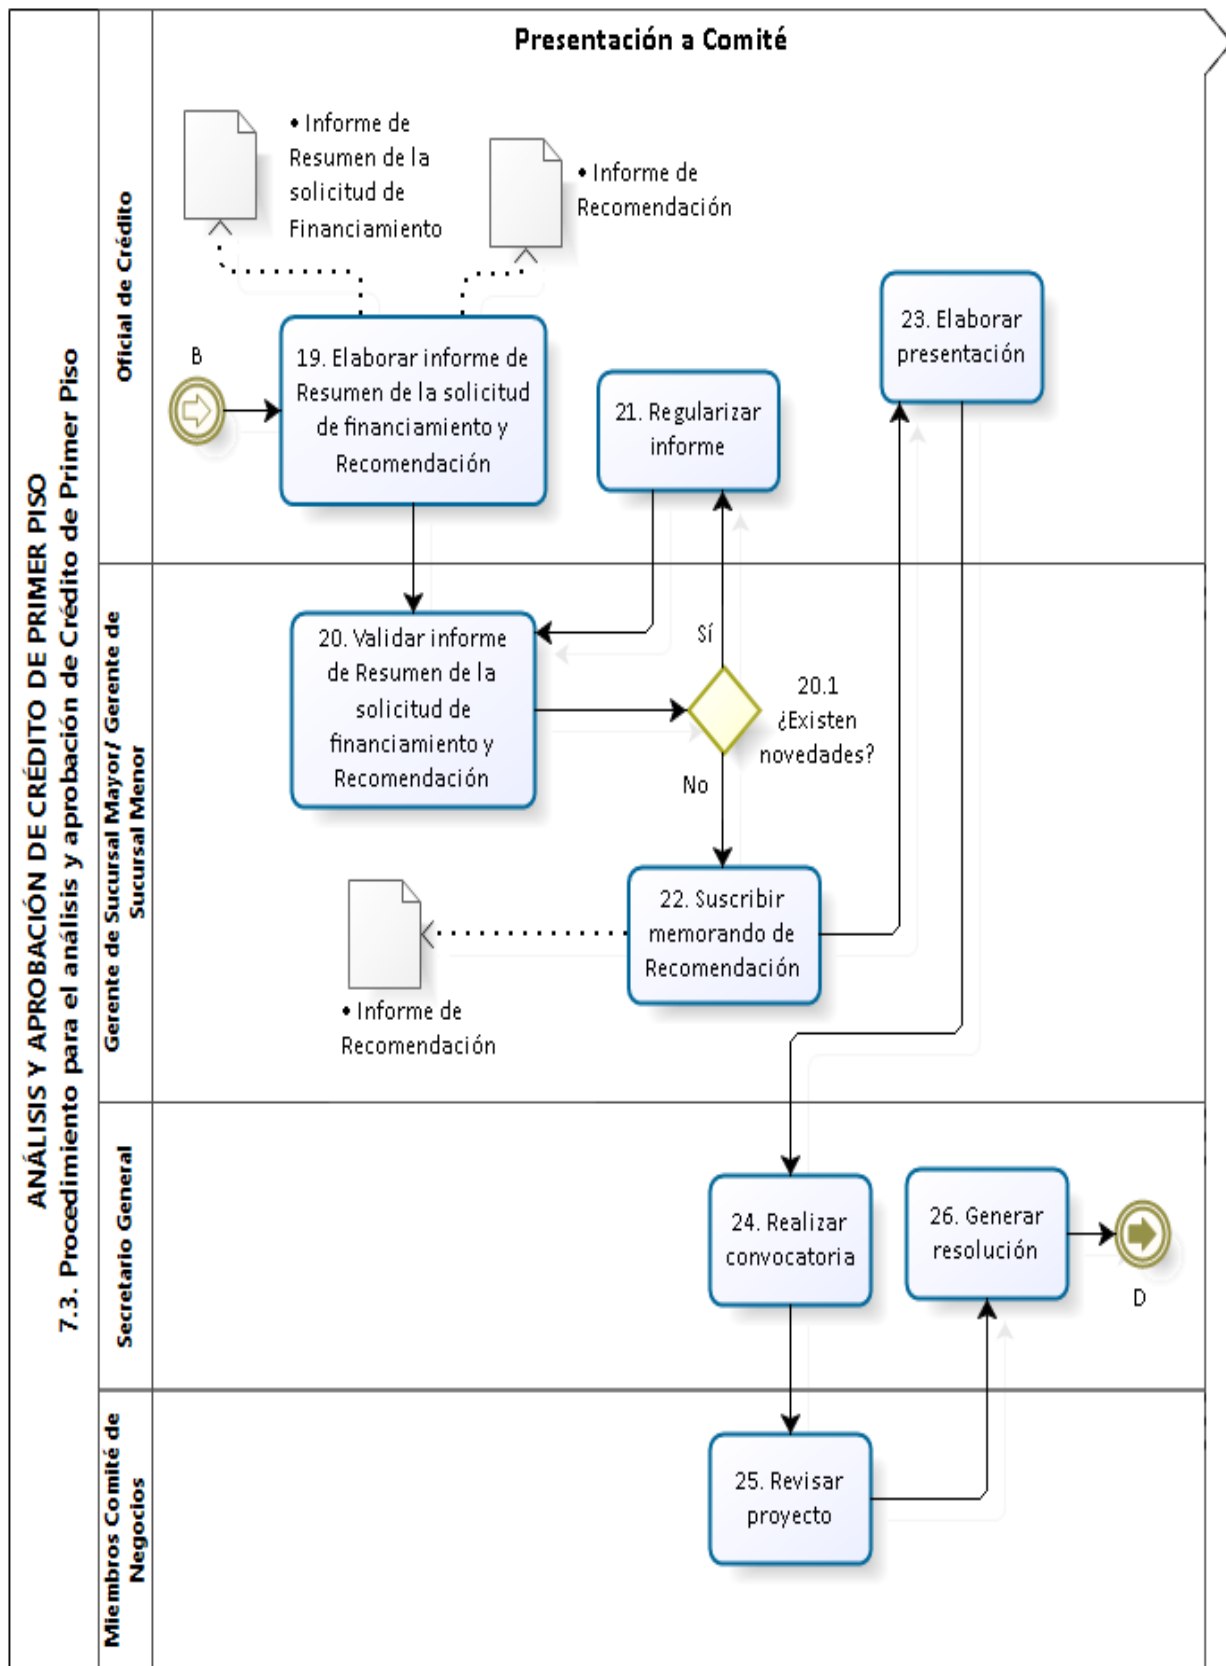 ANÁLISIS Y APROBACIÓN DE CRÉDITO DE PRIMER PISO
7.3. Procedimiento para el análisis y aprobación de Crédito de Primer Piso
Presentación a Comité
Oficial de Crédito
• Informe de
Resumen de la
solicitud de
Financiamiento
• Informe de
Recomendación
B
19. Elaborar informe de
Resumen de la solicitud
de financiamiento y
Recomendación
21. Regularizar
informe
23. Elaborar
presentación
Gerente de Sucursal Mayor/ Gerente de
Sucursal Menor
20. Validar informe
de Resumen de la
solicitud de
financiamiento y
Recomendación
Sí
20.1
¿Existen
novedades?
No
22. Suscribir
memorando de
Recomendación
• Informe de
Recomendación
Secretario General
24. Realizar
convocatoria
26. Generar
resolución
D
Miembros Comité de
Negocios
25. Revisar
proyecto